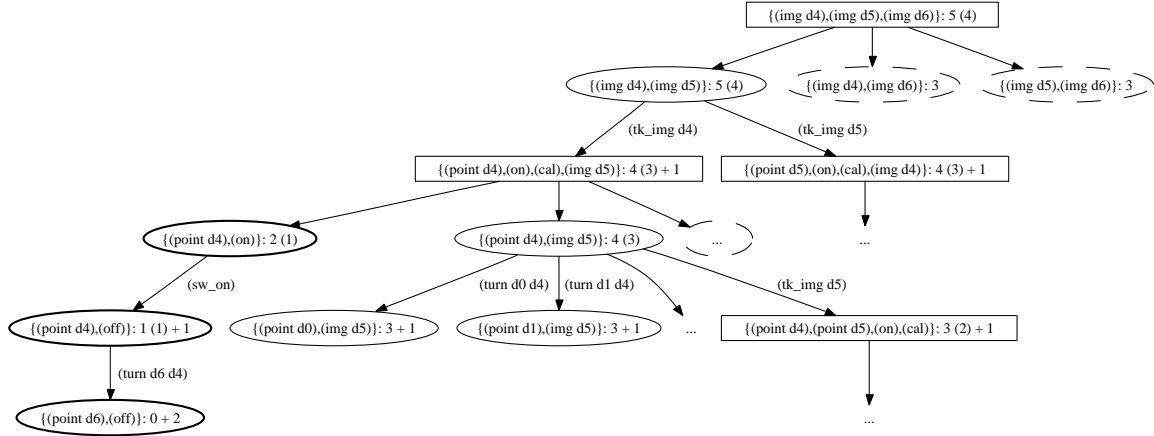 {(img d4),(img d5),(img d6)}: 5 (4)
{(img d4),(img d5)}: 5 (4)
{(img d4),(img d6)}: 3
{(img d5),(img d6)}: 3
(tk_img d4)
(tk_img d5)
{(point d4),(on),(cal),(img d5)}: 4 (3) + 1
{(point d5),(on),(cal),(img d4)}: 4 (3) + 1
{(point d4),(on)}: 2 (1)
{(point d4),(img d5)}: 4 (3)
...
...
(sw_on)
(turn d0 d4)
(turn d1 d4)
(tk_img d5)
{(point d4),(off)}: 1 (1) + 1
{(point d0),(img d5)}: 3 + 1
{(point d1),(img d5)}: 3 + 1
...
{(point d4),(point d5),(on),(cal)}: 3 (2) + 1
(turn d6 d4)
{(point d6),(off)}: 0 + 2
...